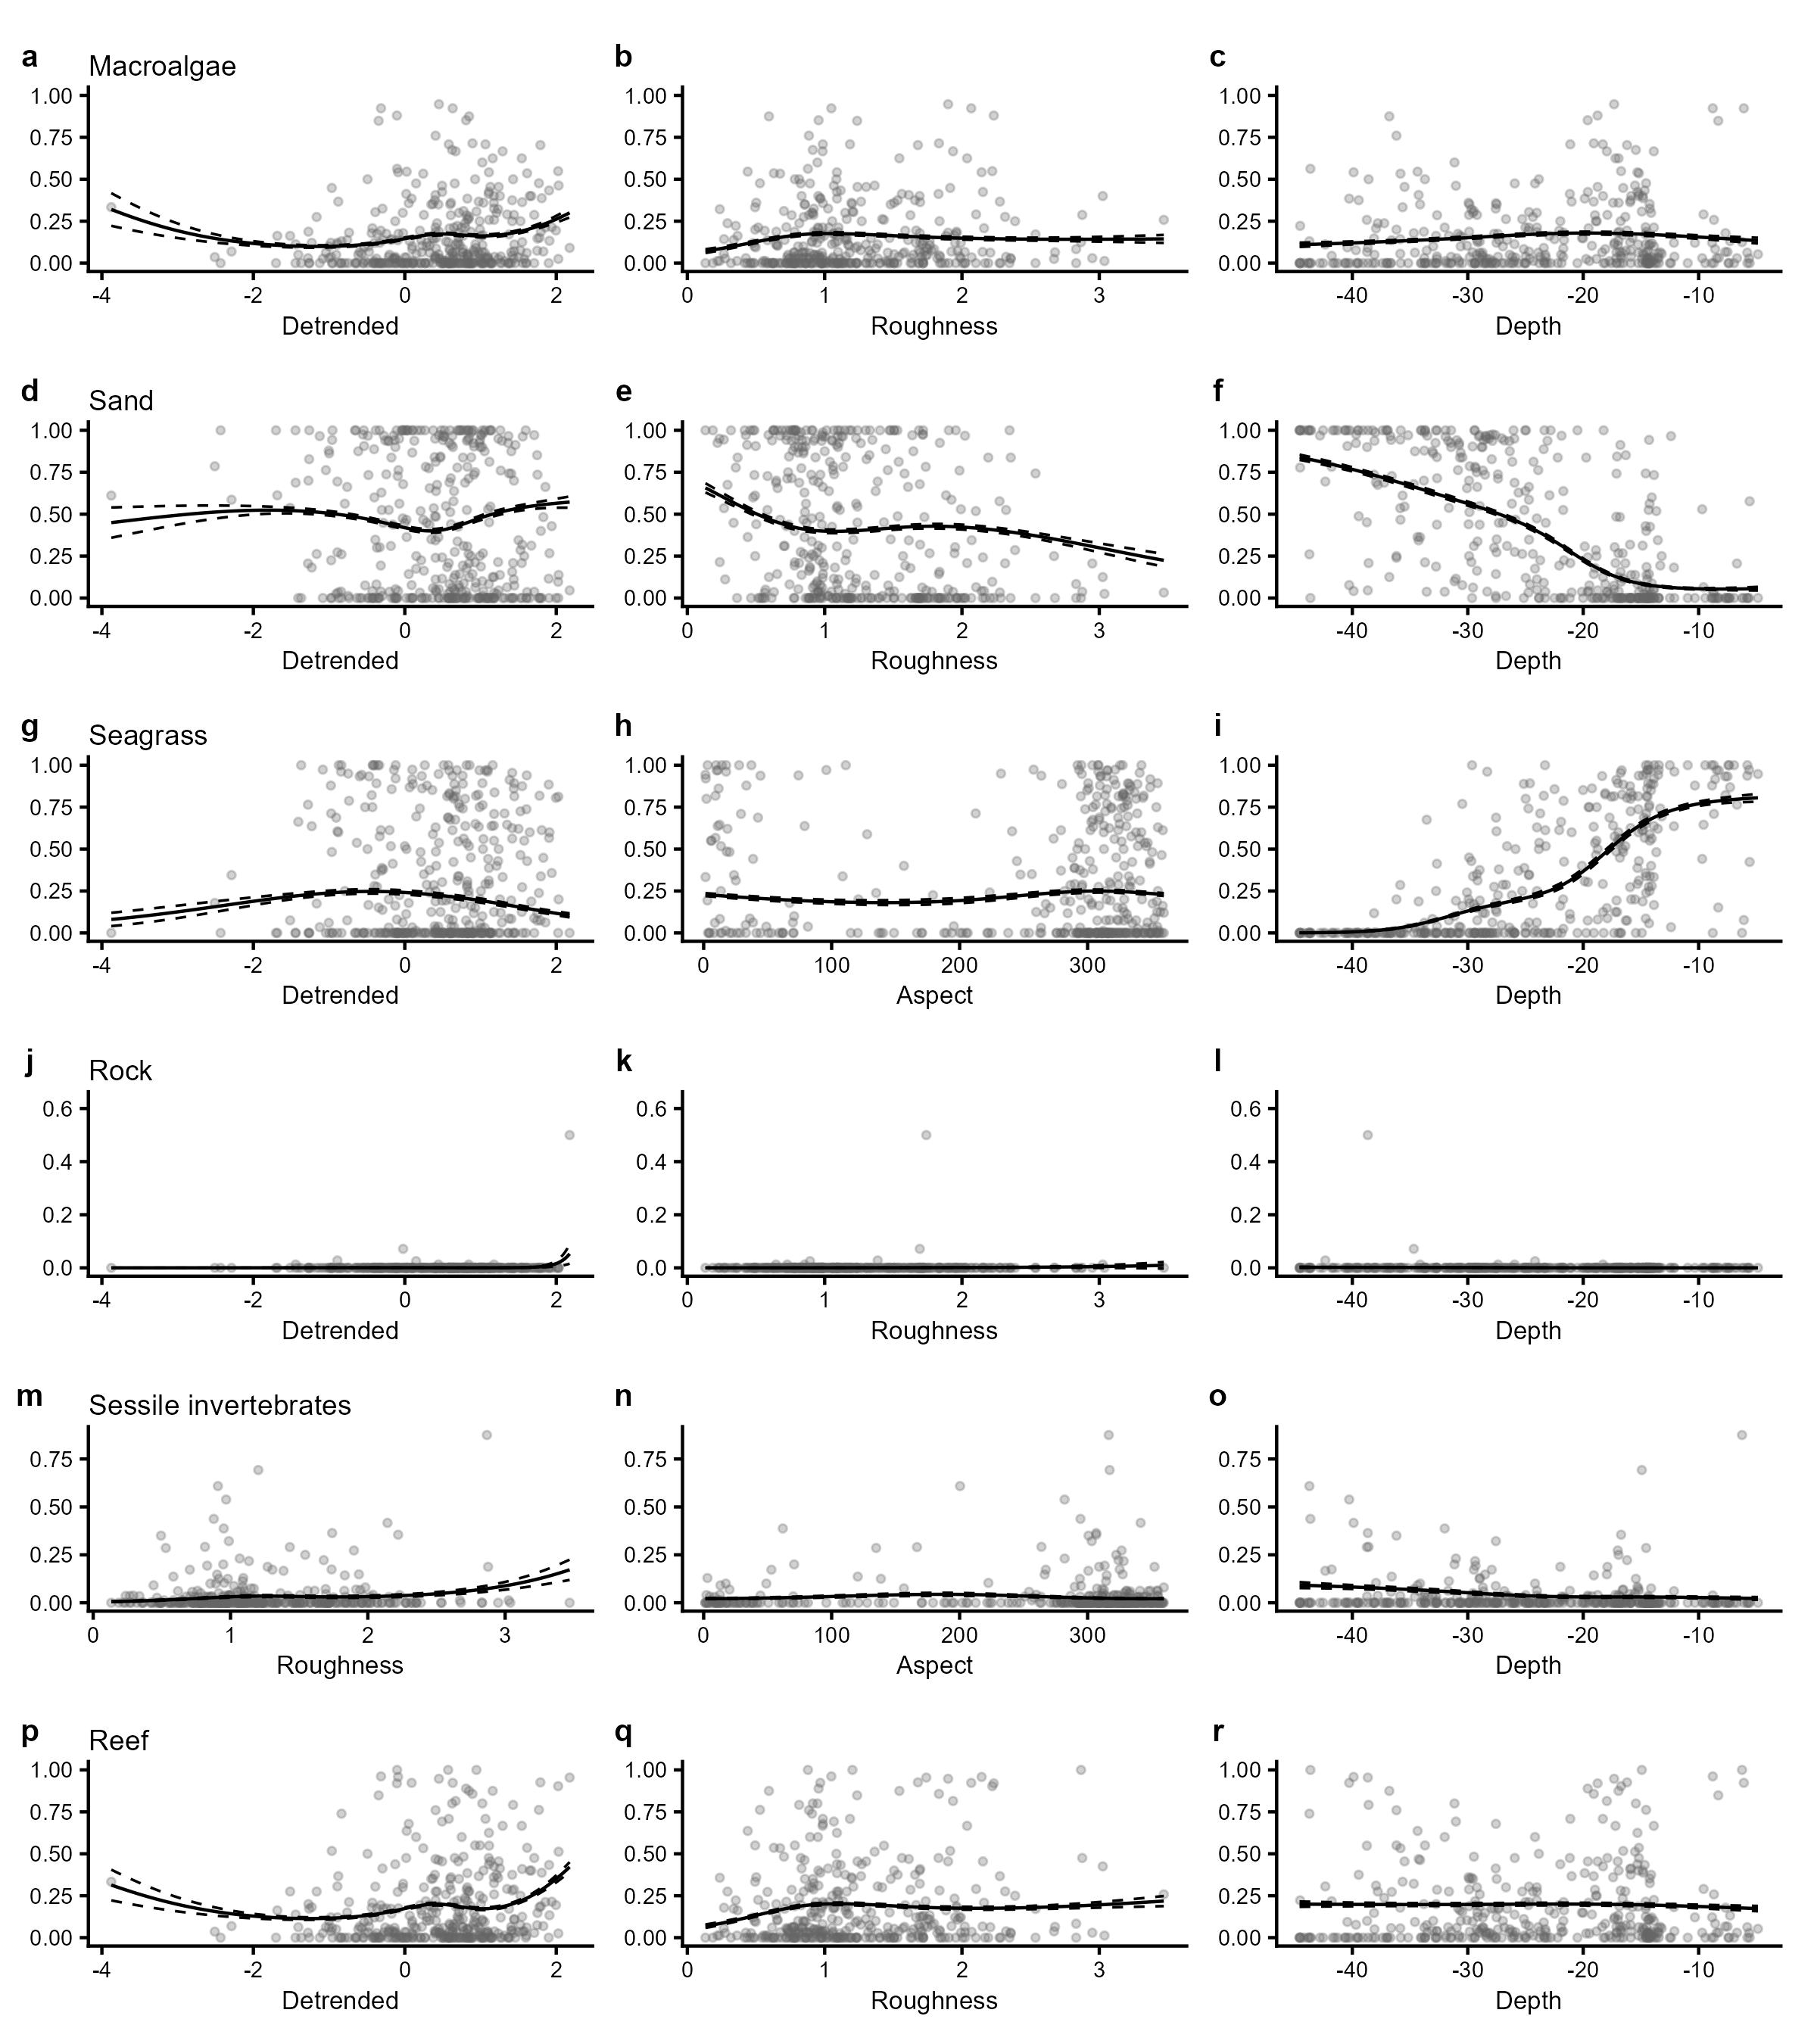 a b c
Macroalgae
1.00 1.00 1.00
0.75 0.75 0.75
0.50 0.50 0.50
0.25 0.25 0.25
0.00 0.00 0.00
-4 -2 0 2 0 1 2 3 -40 -30 -20 -10
Detrended Roughness Depth
d e f
Sand
1.00 1.00 1.00
0.75 0.75 0.75
0.50 0.50 0.50
0.25 0.25 0.25
0.00 0.00 0.00
-4 -2 0 2 0 1 2 3 -40 -30 -20 -10
Detrended Roughness Depth
g h i
Seagrass
1.00 1.00 1.00
0.75 0.75 0.75
0.50 0.50 0.50
0.25 0.25 0.25
0.00 0.00 0.00
-4 -2 0 2 0 100 200 300 -40 -30 -20 -10
Detrended Aspect Depth
j k l
Rock
0.6 0.6 0.6
0.4 0.4 0.4
0.2 0.2 0.2
0.0 0.0 0.0
-4 -2 0 2 0 1 2 3 -40 -30 -20 -10
Detrended Roughness Depth
m n o
Sessile invertebrates
0.75 0.75 0.75
0.50 0.50 0.50
0.25 0.25 0.25
0.00 0.00 0.00
0 1 2 3 0 100 200 300 -40 -30 -20 -10
Roughness Aspect Depth
p q r
Reef
1.00 1.00 1.00
0.75 0.75 0.75
0.50 0.50 0.50
0.25 0.25 0.25
0.00 0.00 0.00
-4 -2 0 2 0 1 2 3 -40 -30 -20 -10
Detrended Roughness Depth